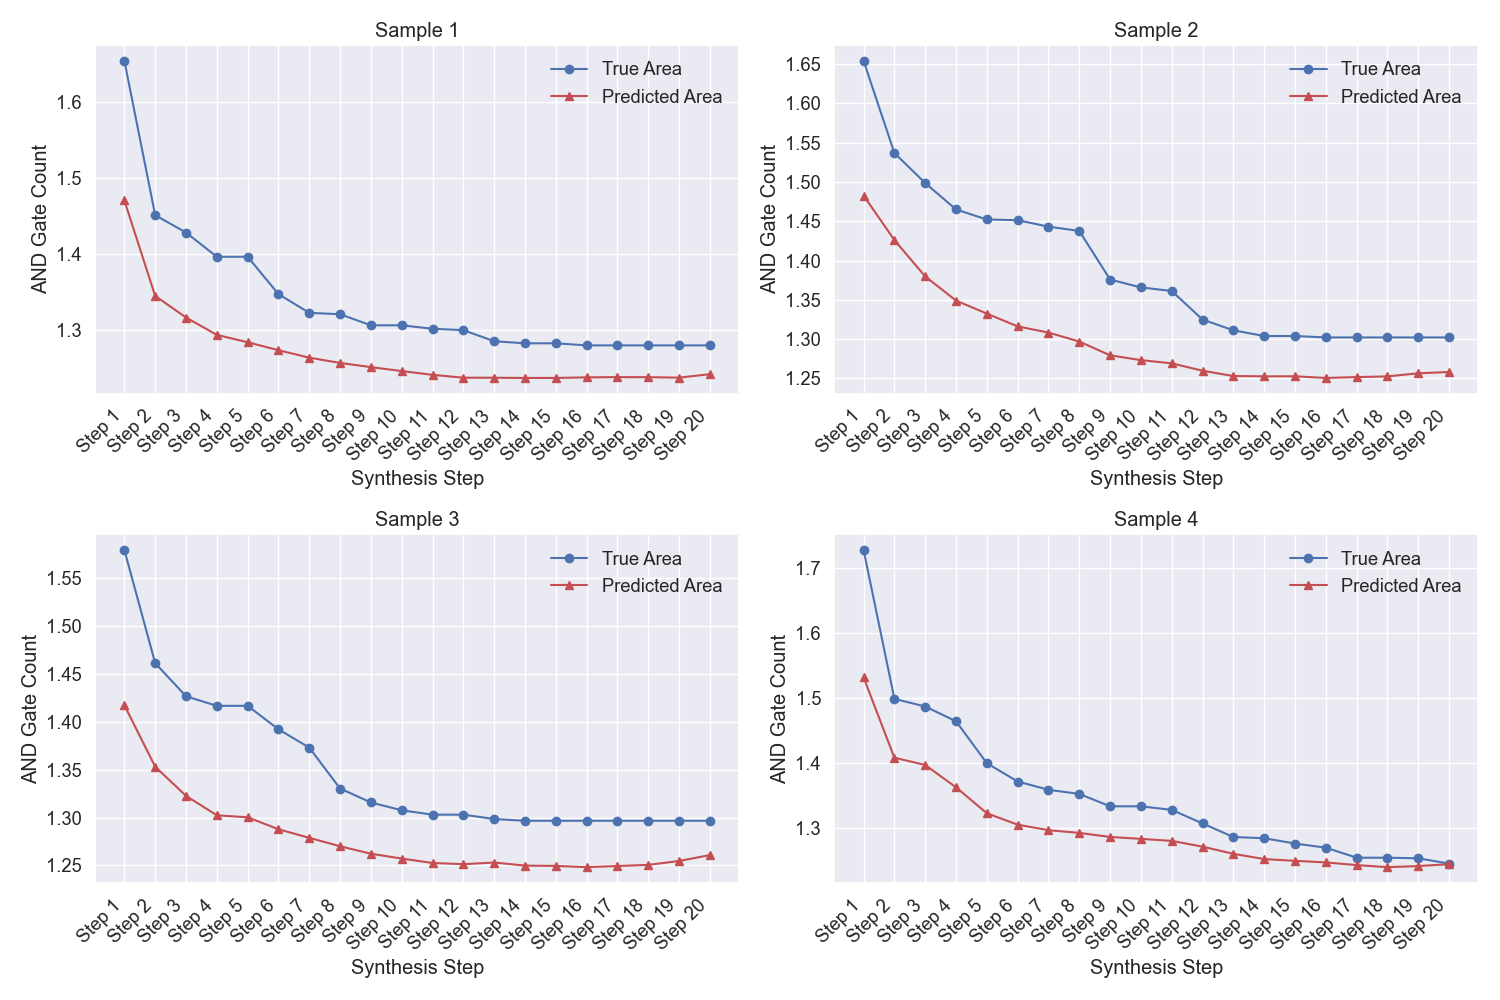 Sample 1
True Area
Predicted Area
1.6
1.5
1.4
1.3
AND Gate Count
Step 1
Step 2
Step 3
Step 4
Step 5
Step 6
Step 7
Step 8
Step 9
Step 10
Step 11
Step 12
Step 13
Step 14
Step 15
Step 16
Step 17
Step 18
Step 19
Step 20
Synthesis Step
Sample 2
True Area
Predicted Area
1.65
1.60
1.55
1.50
1.45
1.40
1.35
1.30
1.25
AND Gate Count
Step 1
Step 2
Step 3
Step 4
Step 5
Step 6
Step 7
Step 8
Step 9
Step 10
Step 11
Step 12
Step 13
Step 14
Step 15
Step 16
Step 17
Step 18
Step 19
Step 20
Synthesis Step
Sample 3
True Area
Predicted Area
1.55
1.50
1.45
1.40
1.35
1.30
1.25
AND Gate Count
Step 1
Step 2
Step 3
Step 4
Step 5
Step 6
Step 7
Step 8
Step 9
Step 10
Step 11
Step 12
Step 13
Step 14
Step 15
Step 16
Step 17
Step 18
Step 19
Step 20
Synthesis Step
Sample 4
True Area
Predicted Area
1.7
1.6
1.5
1.4
1.3
AND Gate Count
Step 1
Step 2
Step 3
Step 4
Step 5
Step 6
Step 7
Step 8
Step 9
Step 10
Step 11
Step 12
Step 13
Step 14
Step 15
Step 16
Step 17
Step 18
Step 19
Step 20
Synthesis Step